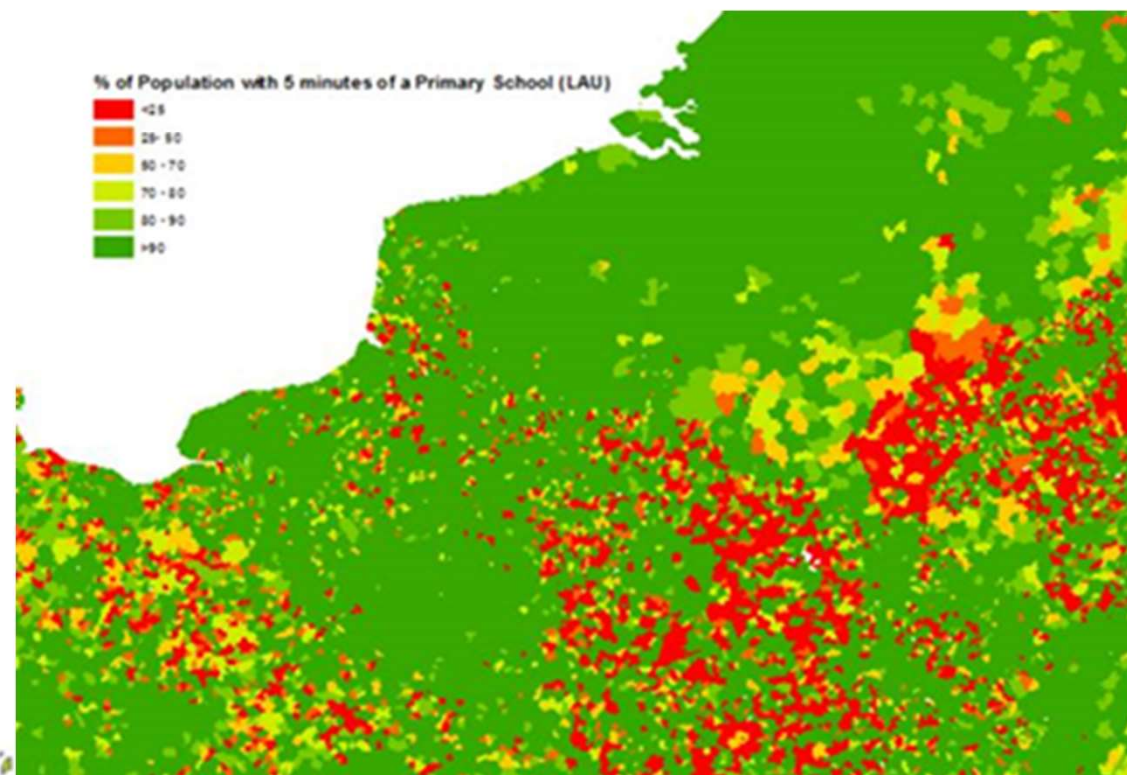 % of Population with 5 minutes of a Primary School (LAU)
<25
25- 50
50 - 70
70 - 80
80 - 90
>90